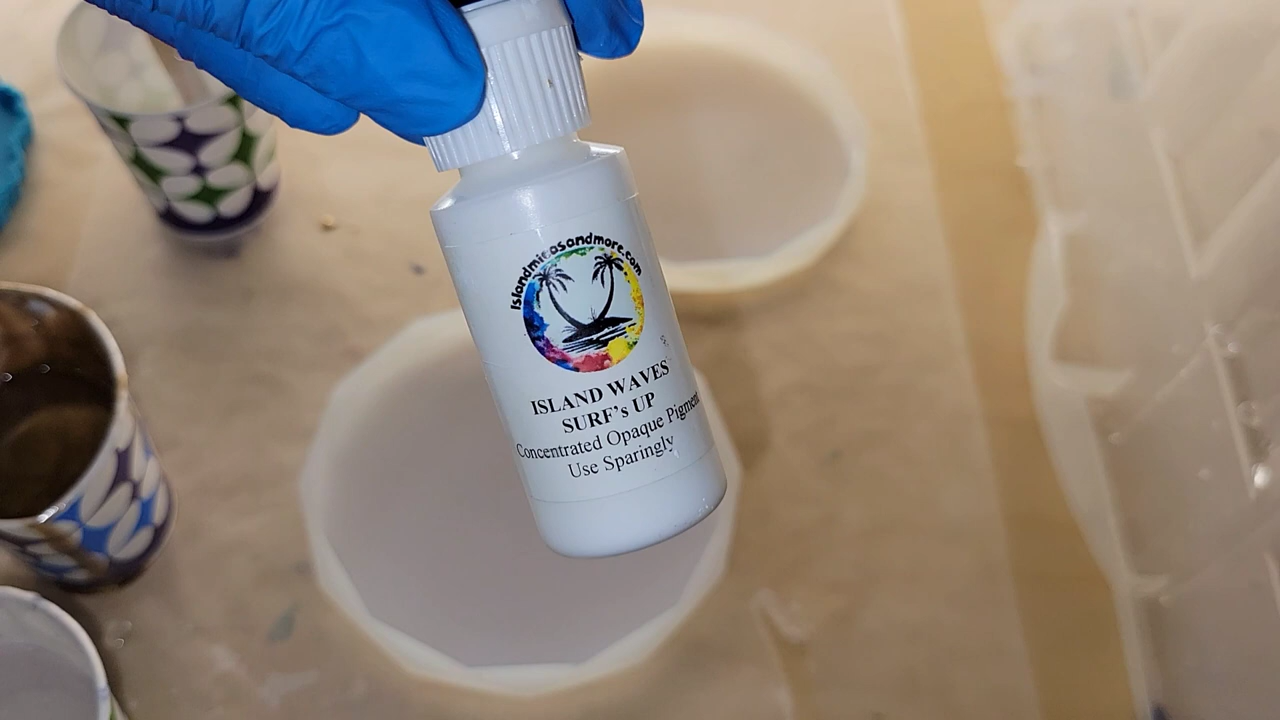 Islandmicasandmore.com
ISLAND WAVES
SURF's UP
Concentrated Opaque Pigment
Use Sparingly